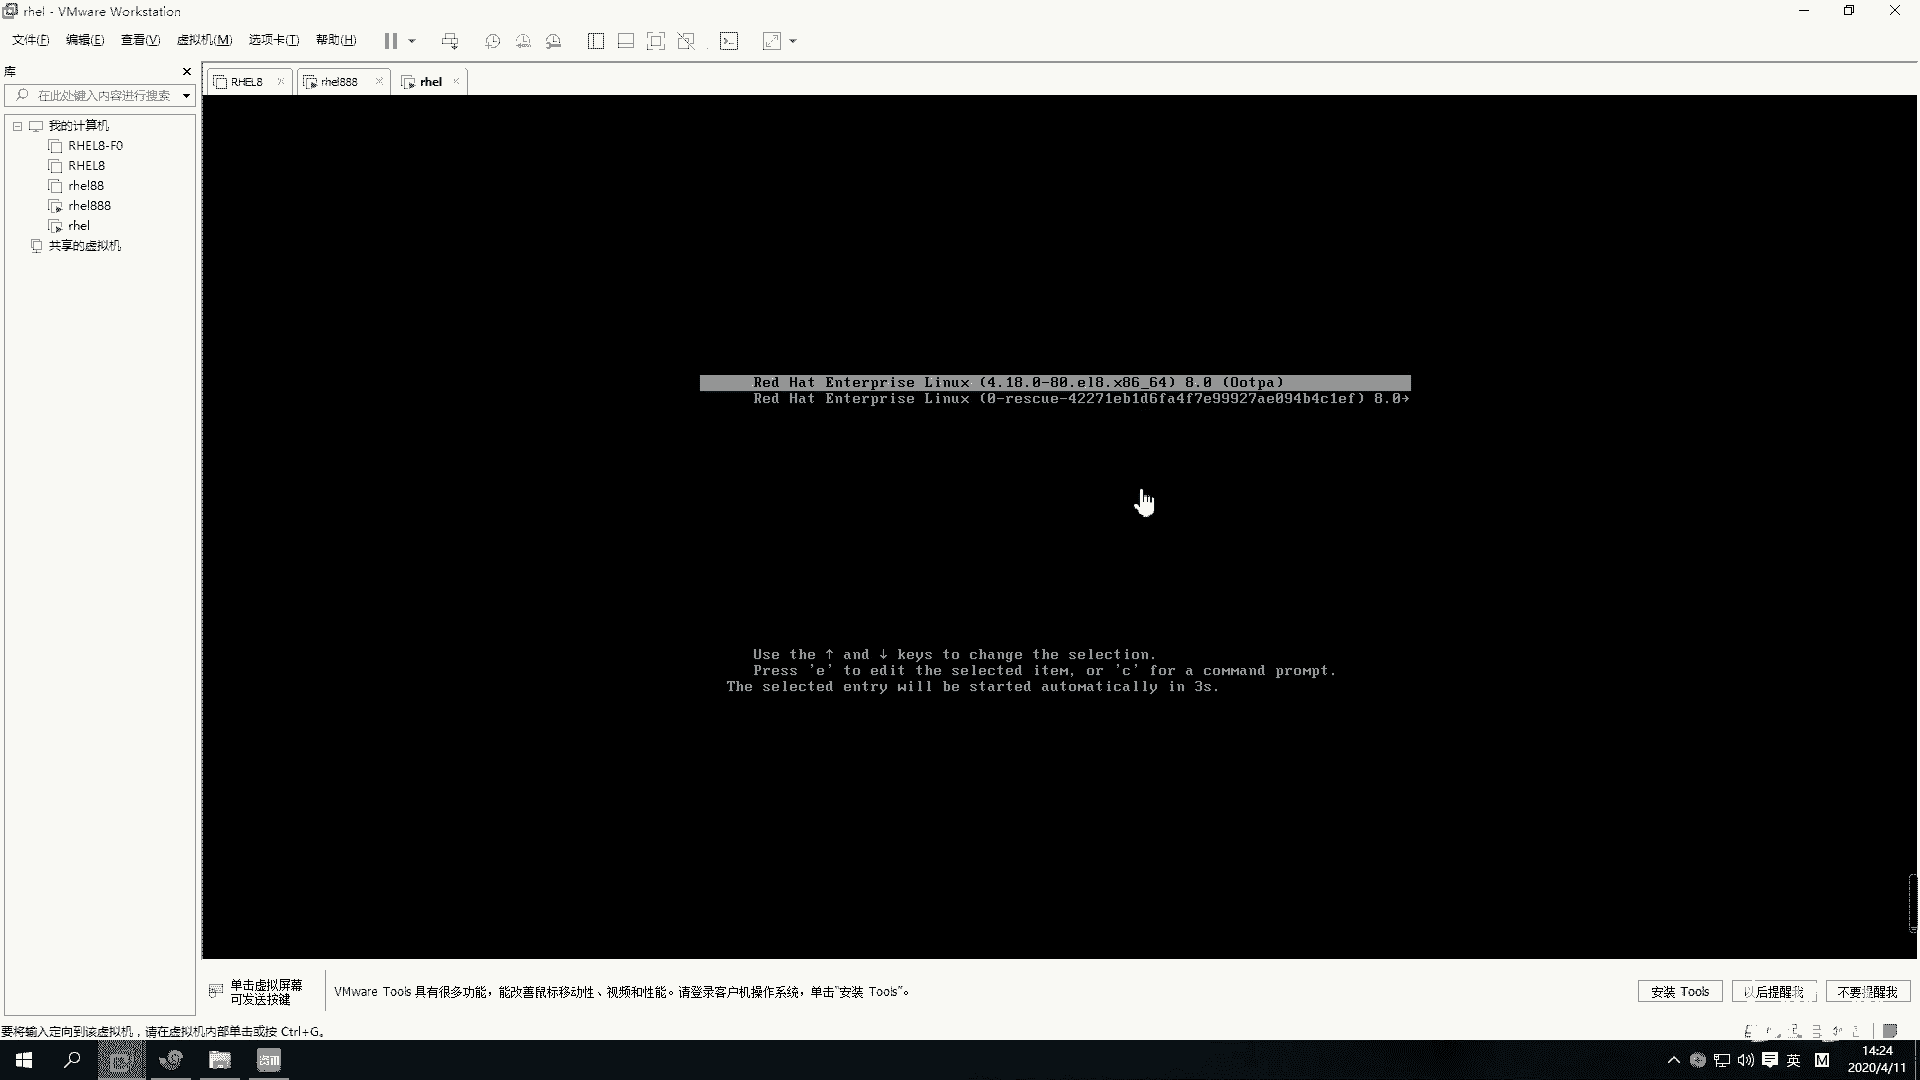 rhel - VMware Workstation
文件(F) 编辑(E) 查看(V) 虚拟机(M) 选项卡(T) 帮助(H)
库
在此处键入内容进行搜索
我的计算机
RHEL8-F0
RHEL8
rhel88
rhel888
rhel
共享的虚拟机
RHEL8 rhel888 rhel
Red Hat Enterprise Linux (4.18.0-80.el8.x86_64) 8.0 (Ootpa)
Red Hat Enterprise Linux (0-rescue-42271eb1d6fa4f7e99927ae094b4c1ef) 8.0→
Use the ↑ and ↓ keys to change the selection.
Press 'e' to edit the selected item, or 'c' for a command prompt.
The selected entry will be started automatically in 3s.
单击虚拟屏幕
可发送按键
VMware Tools 具有很多功能，能改善鼠标移动性、视频和性能。请登录客户机操作系统，单击“安装 Tools”。
安装 Tools 以后提醒我 不要提醒我
要将输入定向到该虚拟机，请在虚拟机内部单击或按 Ctrl+G。
英 M
14:24
2020/4/11